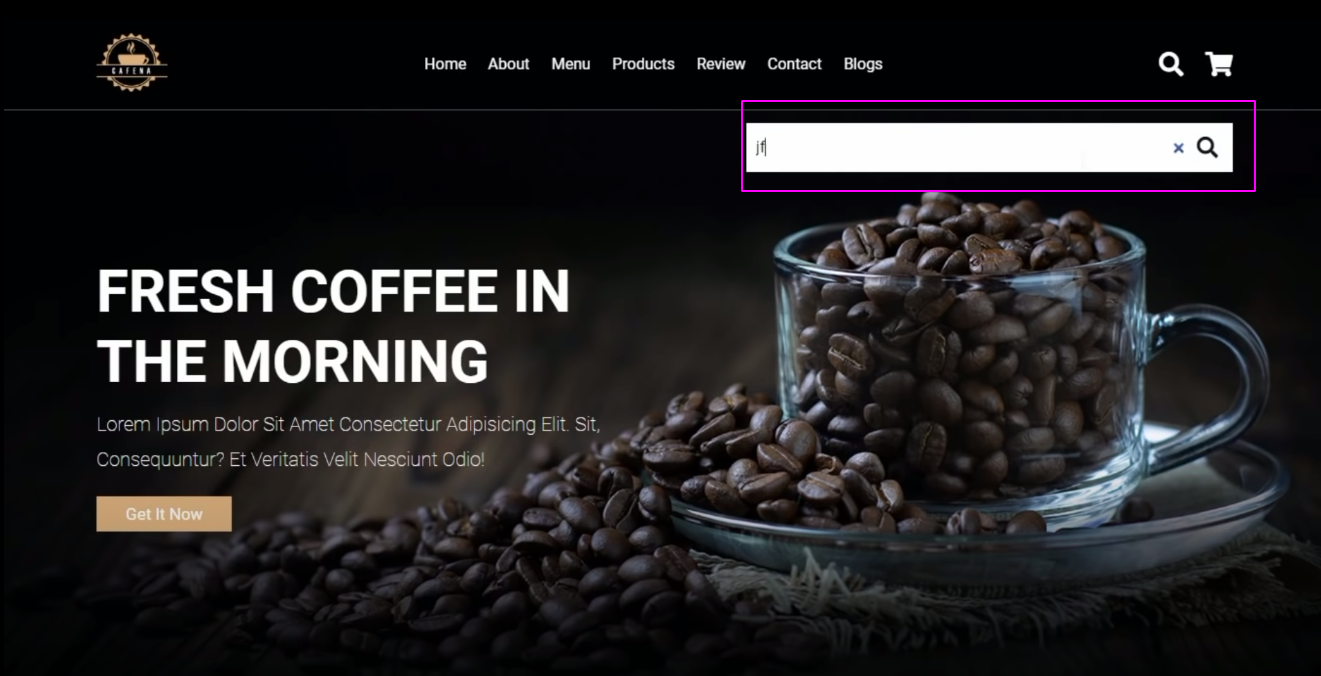 CAFENA
Home About Menu Products Review Contact Blogs
jf
FRESH COFFEE IN
THE MORNING
Lorem Ipsum Dolor Sit Amet Consectetur Adipisicing Elit. Sit,
Consequuntur? Et Veritatis Velit Nesciunt Odio!
Get It Now